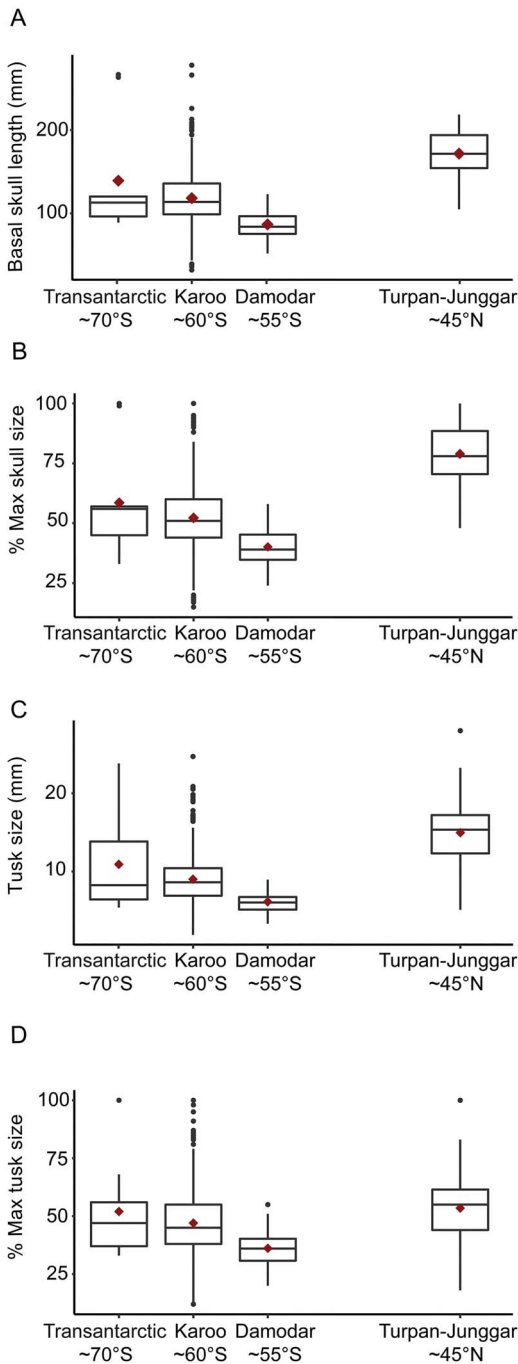 A
Basal skull length (mm)
200
100
Transantarctic Karoo Damodar Turpan-Junggar
~70°S ~60°S ~55°S ~45°N
B
% Max skull size
100
75
50
25
Transantarctic Karoo Damodar Turpan-Junggar
~70°S ~60°S ~55°S ~45°N
C
Tusk size (mm)
20
10
Transantarctic Karoo Damodar Turpan-Junggar
~70°S ~60°S ~55°S ~45°N
D
% Max tusk size
100
75
50
25
Transantarctic Karoo Damodar Turpan-Junggar
~70°S ~60°S ~55°S ~45°N